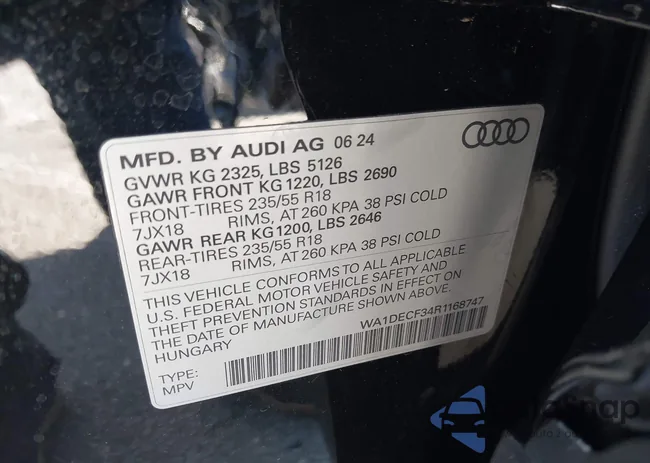 MFD. BY AUDI AG 06 24
GVWR KG 2325, LBS 5126
GAWR FRONT KG 1220, LBS 2690
FRONT-TIRES 235/55 R18
7JX18 RIMS, AT 260 KPA 38 PSI COLD
GAWR REAR KG1200, LBS 2646
REAR-TIRES 235/55 R18
7JX18 RIMS, AT 260 KPA 38 PSI COLD
THIS VEHICLE CONFORMS TO ALL APPLICABLE
U.S. FEDERAL MOTOR VEHICLE SAFETY AND
THEFT PREVENTION STANDARDS IN EFFECT ON
THE DATE OF MANUFACTURE SHOWN ABOVE.
HUNGARY
WA1DECF34R1168747
TYPE:
MPV